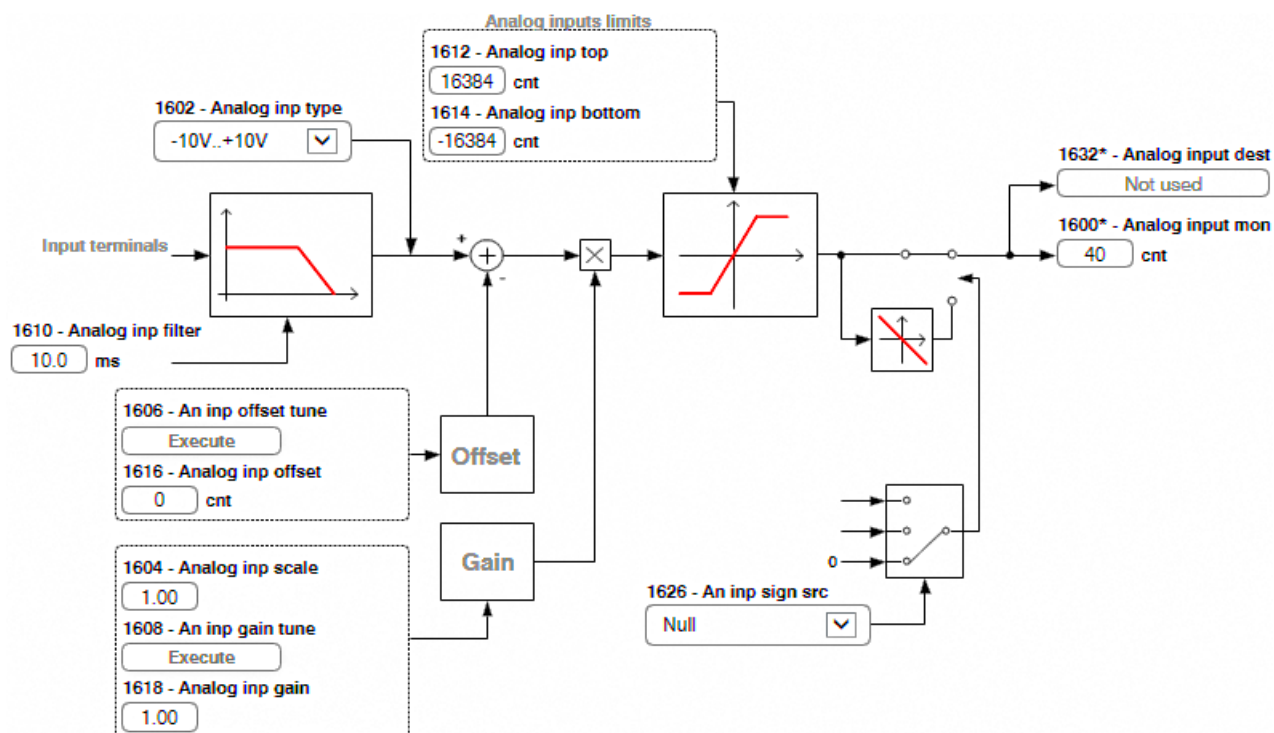 Analog inputs limits
1612 - Analog inp top
16384 cnt
1614 - Analog inp bottom
-16384 cnt
1602 - Analog inp type
-10V..+10V
1632* - Analog input dest
Not used
1600* - Analog input mon
40 cnt
Input terminals
+
+
-
1610 - Analog inp filter
10.0 ms
1606 - An inp offset tune
Execute
1616 - Analog inp offset
0 cnt
Offset
Gain
1604 - Analog inp scale
1.00
1608 - An inp gain tune
Execute
1618 - Analog inp gain
1.00
0
1626 - An inp sign src
Null